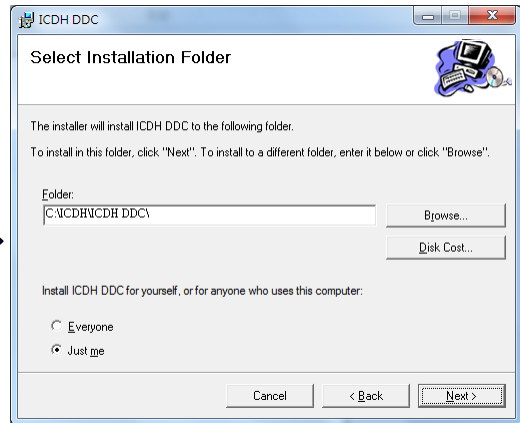 ICDH DDC
Select Installation Folder
The installer will install ICDH DDC to the following folder.
To install in this folder, click "Next". To install to a different folder, enter it below or click "Browse".
Folder:
C:\ICDH\ICDH DDC\
Browse...
Disk Cost...
Install ICDH DDC for yourself, or for anyone who uses this computer:
Everyone
Just me
Cancel
< Back
Next >